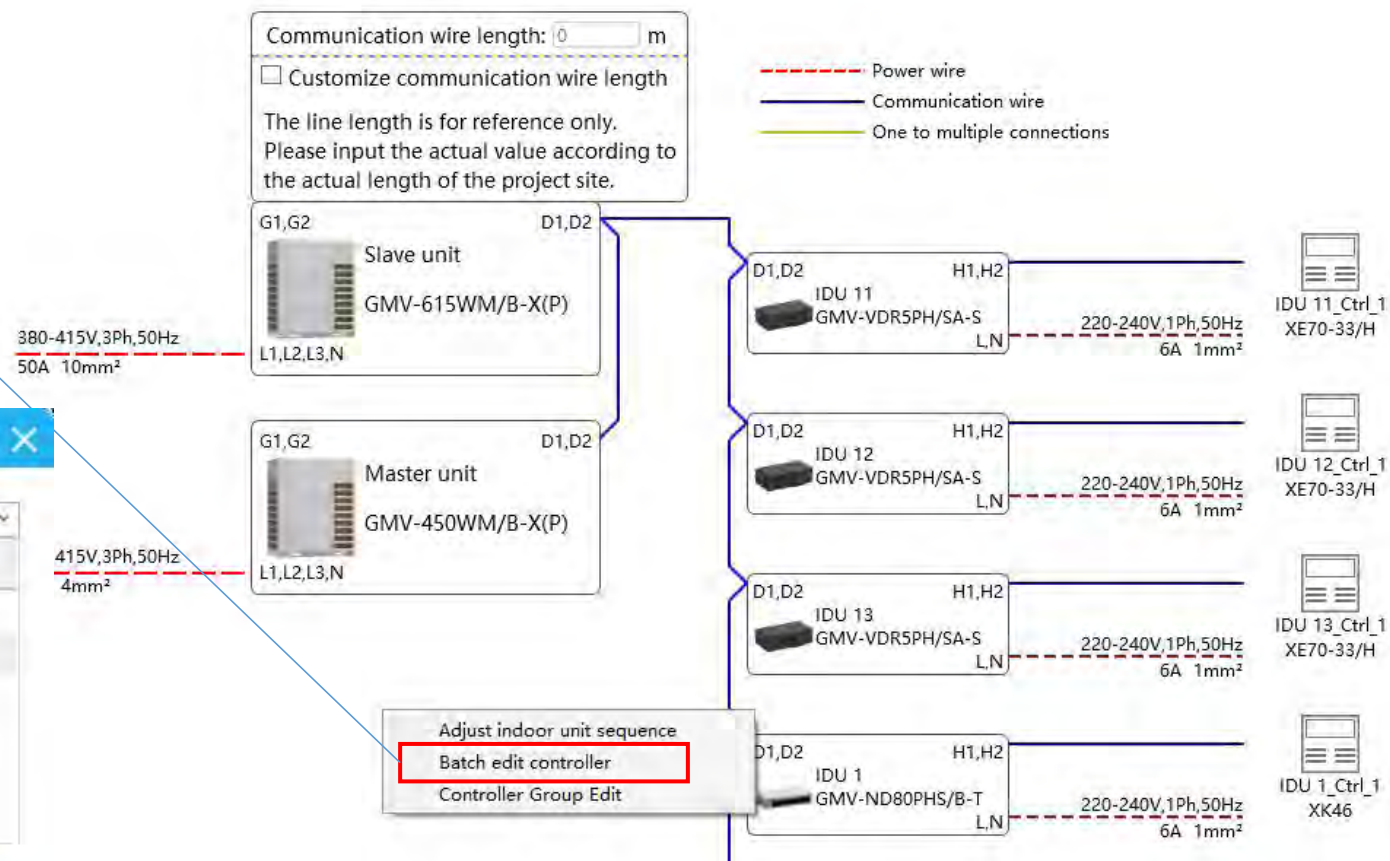 Communication wire length: 0 m
Customize communication wire length
The line length is for reference only.
Please input the actual value according to
the actual length of the project site.
Power wire
Communication wire
One to multiple connections
G1,G2 D1,D2
Slave unit
GMV-615WM/B-X(P)
L1,L2,L3,N
380-415V,3Ph,50Hz
50A 10mm²
G1,G2 D1,D2
Master unit
GMV-450WM/B-X(P)
L1,L2,L3,N
415V,3Ph,50Hz
4mm²
D1,D2 H1,H2
IDU 11
GMV-VDR5PH/SA-S
L,N
220-240V,1Ph,50Hz
6A 1mm²
IDU 11_Ctrl_1
XE70-33/H
D1,D2 H1,H2
IDU 12
GMV-VDR5PH/SA-S
L,N
220-240V,1Ph,50Hz
6A 1mm²
IDU 12_Ctrl_1
XE70-33/H
D1,D2 H1,H2
IDU 13
GMV-VDR5PH/SA-S
L,N
220-240V,1Ph,50Hz
6A 1mm²
IDU 13_Ctrl_1
XE70-33/H
Adjust indoor unit sequence
Batch edit controller
Controller Group Edit
D1,D2 H1,H2
IDU 1
GMV-ND80PHS/B-T
L,N
220-240V,1Ph,50Hz
6A 1mm²
IDU 1_Ctrl_1
XK46